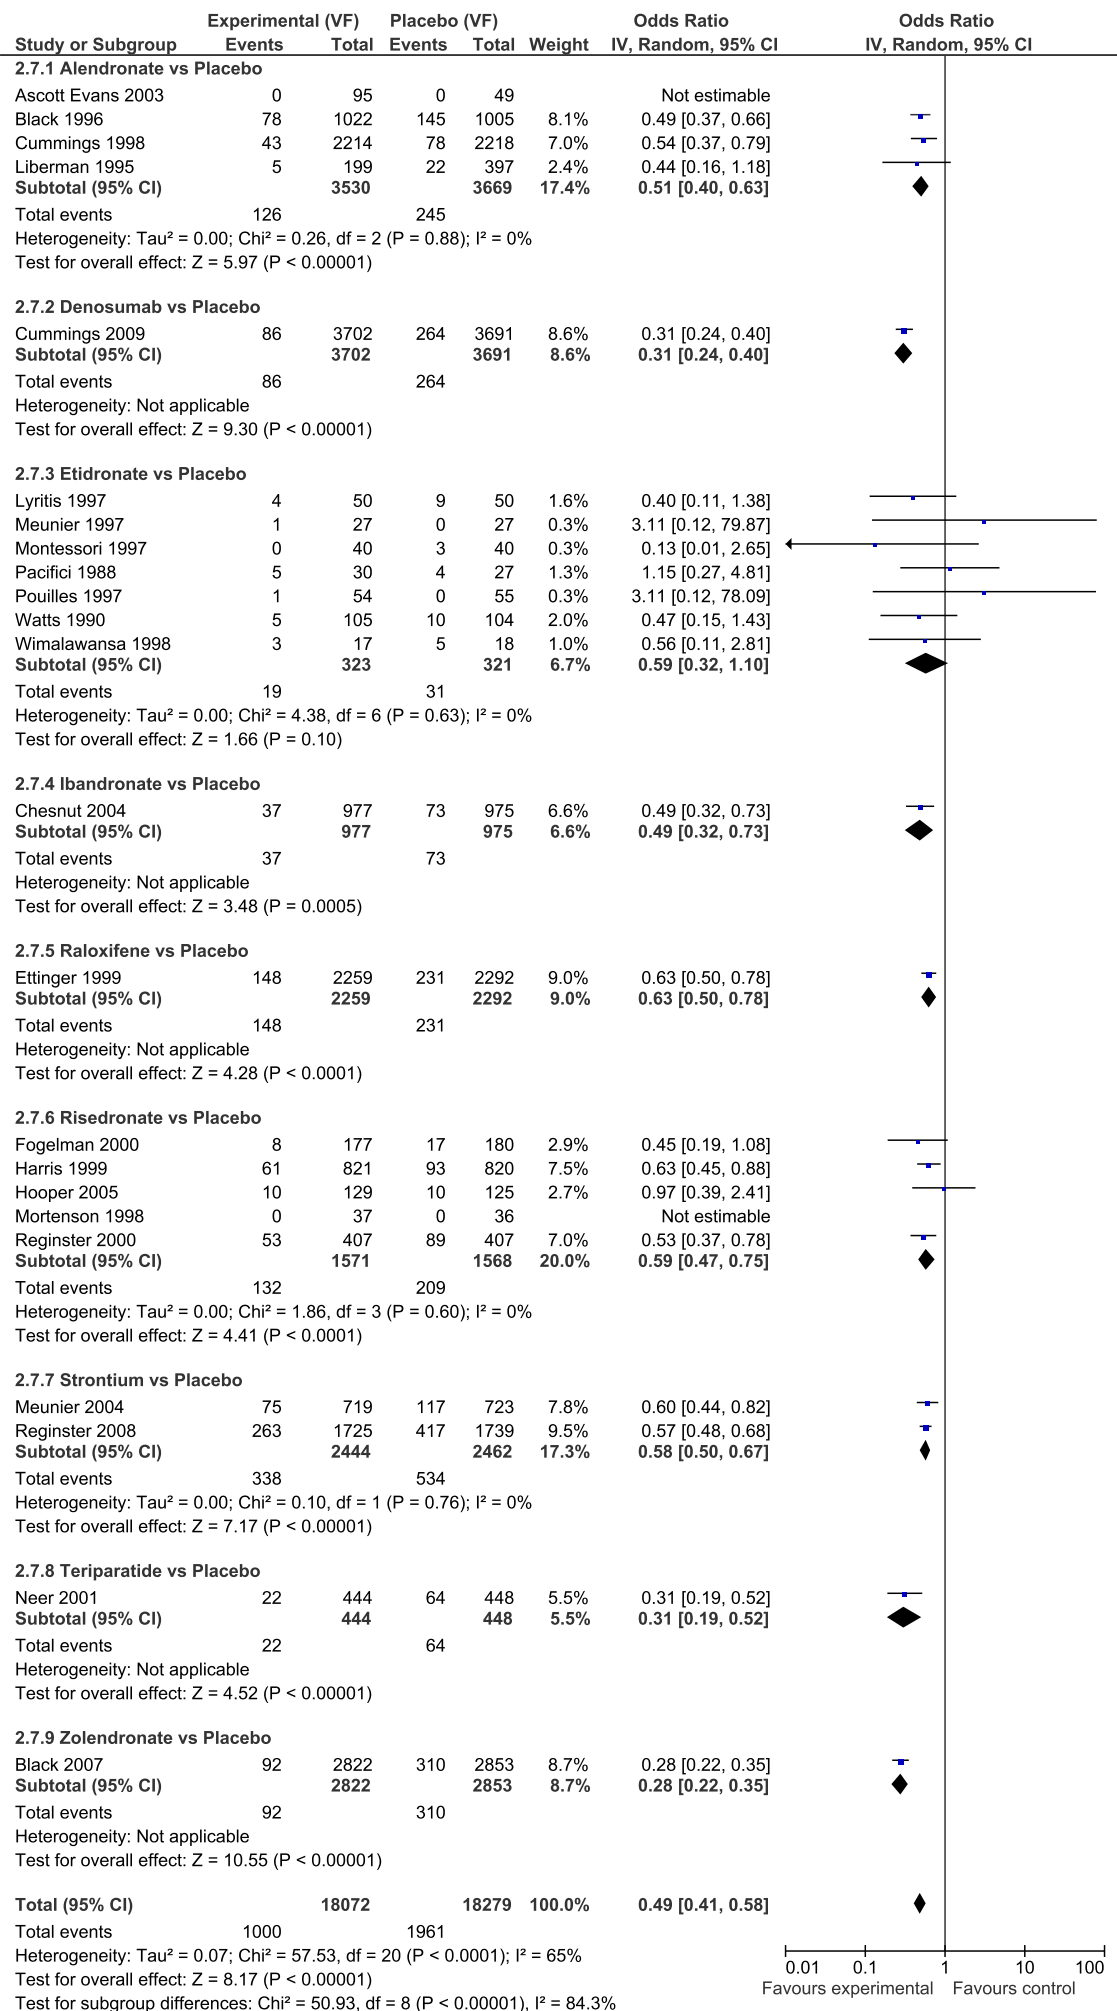 Experimental (VF) Placebo (VF) Odds Ratio Odds Ratio
Study or Subgroup Events Total Events Total Weight IV, Random, 95% CI IV, Random, 95% CI
2.7.1 Alendronate vs Placebo
Ascott Evans 2003 0 95 0 49 Not estimable
Black 1996 78 1022 145 1005 8.1% 0.49 [0.37, 0.66]
Cummings 1998 43 2214 78 2218 7.0% 0.54 [0.37, 0.79]
Liberman 1995 5 199 22 397 2.4% 0.44 [0.16, 1.18]
Subtotal (95% CI) 3530 3669 17.4% 0.51 [0.40, 0.63]
Total events 126 245
Heterogeneity: Tau² = 0.00; Chi² = 0.26, df = 2 (P = 0.88); I² = 0%
Test for overall effect: Z = 5.97 (P < 0.00001)
2.7.2 Denosumab vs Placebo
Cummings 2009 86 3702 264 3691 8.6% 0.31 [0.24, 0.40]
Subtotal (95% CI) 3702 3691 8.6% 0.31 [0.24, 0.40]
Total events 86 264
Heterogeneity: Not applicable
Test for overall effect: Z = 9.30 (P < 0.00001)
2.7.3 Etidronate vs Placebo
Lyritis 1997 4 50 9 50 1.6% 0.40 [0.11, 1.38]
Meunier 1997 1 27 0 27 0.3% 3.11 [0.12, 79.87]
Montessori 1997 0 40 3 40 0.3% 0.13 [0.01, 2.65]
Pacifici 1988 5 30 4 27 1.3% 1.15 [0.27, 4.81]
Pouilles 1997 1 54 0 55 0.3% 3.11 [0.12, 78.09]
Watts 1990 5 105 10 104 2.0% 0.47 [0.15, 1.43]
Wimalawansa 1998 3 17 5 18 1.0% 0.56 [0.11, 2.81]
Subtotal (95% CI) 323 321 6.7% 0.59 [0.32, 1.10]
Total events 19 31
Heterogeneity: Tau² = 0.00; Chi² = 4.38, df = 6 (P = 0.63); I² = 0%
Test for overall effect: Z = 1.66 (P = 0.10)
2.7.4 Ibandronate vs Placebo
Chesnut 2004 37 977 73 975 6.6% 0.49 [0.32, 0.73]
Subtotal (95% CI) 977 975 6.6% 0.49 [0.32, 0.73]
Total events 37 73
Heterogeneity: Not applicable
Test for overall effect: Z = 3.48 (P = 0.0005)
2.7.5 Raloxifene vs Placebo
Ettinger 1999 148 2259 231 2292 9.0% 0.63 [0.50, 0.78]
Subtotal (95% CI) 2259 2292 9.0% 0.63 [0.50, 0.78]
Total events 148 231
Heterogeneity: Not applicable
Test for overall effect: Z = 4.28 (P < 0.0001)
2.7.6 Risedronate vs Placebo
Fogelman 2000 8 177 17 180 2.9% 0.45 [0.19, 1.08]
Harris 1999 61 821 93 820 7.5% 0.63 [0.45, 0.88]
Hooper 2005 10 129 10 125 2.7% 0.97 [0.39, 2.41]
Mortenson 1998 0 37 0 36 Not estimable
Reginster 2000 53 407 89 407 7.0% 0.53 [0.37, 0.78]
Subtotal (95% CI) 1571 1568 20.0% 0.59 [0.47, 0.75]
Total events 132 209
Heterogeneity: Tau² = 0.00; Chi² = 1.86, df = 3 (P = 0.60); I² = 0%
Test for overall effect: Z = 4.41 (P < 0.0001)
2.7.7 Strontium vs Placebo
Meunier 2004 75 719 117 723 7.8% 0.60 [0.44, 0.82]
Reginster 2008 263 1725 417 1739 9.5% 0.57 [0.48, 0.68]
Subtotal (95% CI) 2444 2462 17.3% 0.58 [0.50, 0.67]
Total events 338 534
Heterogeneity: Tau² = 0.00; Chi² = 0.10, df = 1 (P = 0.76); I² = 0%
Test for overall effect: Z = 7.17 (P < 0.00001)
2.7.8 Teriparatide vs Placebo
Neer 2001 22 444 64 448 5.5% 0.31 [0.19, 0.52]
Subtotal (95% CI) 444 448 5.5% 0.31 [0.19, 0.52]
Total events 22 64
Heterogeneity: Not applicable
Test for overall effect: Z = 4.52 (P < 0.00001)
2.7.9 Zolendronate vs Placebo
Black 2007 92 2822 310 2853 8.7% 0.28 [0.22, 0.35]
Subtotal (95% CI) 2822 2853 8.7% 0.28 [0.22, 0.35]
Total events 92 310
Heterogeneity: Not applicable
Test for overall effect: Z = 10.55 (P < 0.00001)
Total (95% CI) 18072 18279 100.0% 0.49 [0.41, 0.58]
Total events 1000 1961
Heterogeneity: Tau² = 0.07; Chi² = 57.53, df = 20 (P < 0.0001); I² = 65%
Test for overall effect: Z = 8.17 (P < 0.00001)
Test for subgroup differences: Chi² = 50.93, df = 8 (P < 0.00001), I² = 84.3%
0.01 0.1 1 10 100
Favours experimental Favours control